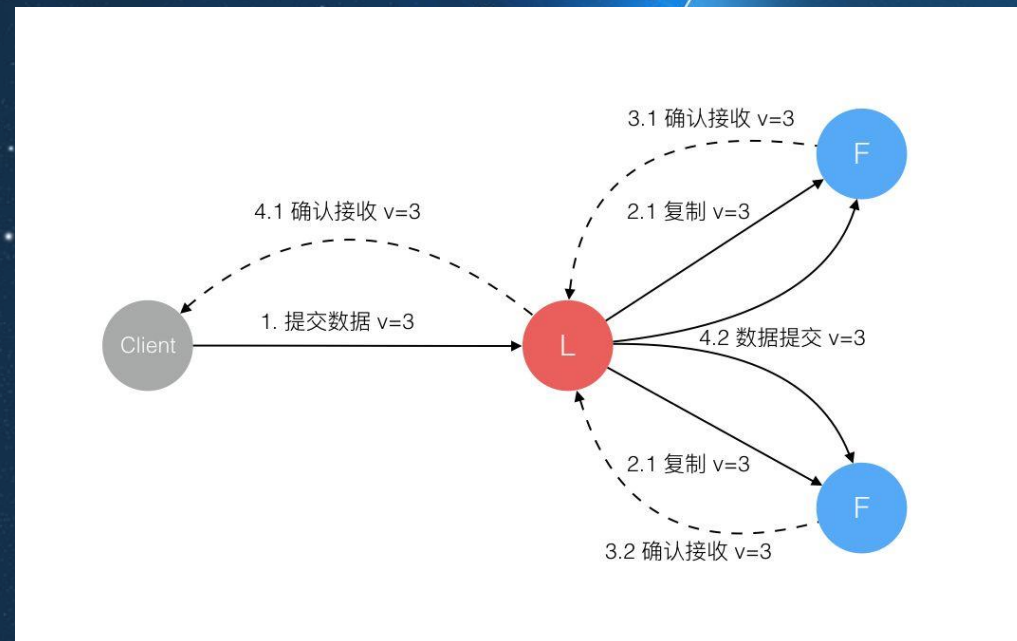 3.1 确认接收 v=3
F
4.1 确认接收 v=3
2.1 复制 v=3
1. 提交数据 v=3
Client
L
4.2 数据提交 v=3
2.1 复制 v=3
F
3.2 确认接收 v=3